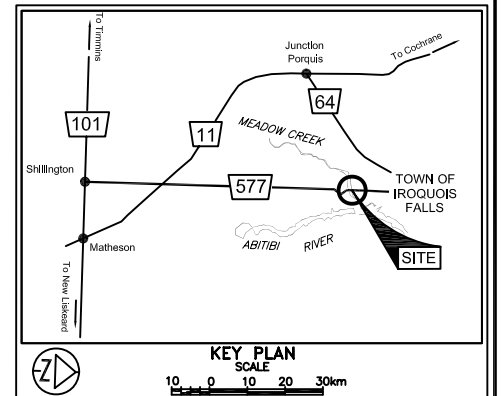 To Timmins
Junction
Porquis
To Cochrane
64
101
11
MEADOW CREEK
Shillington
577
TOWN OF
IROQUOIS
FALLS
ABITIBI
RIVER
SITE
Matheson
To New Liskeard
Z
KEY PLAN
SCALE
10 0 10 20 30km